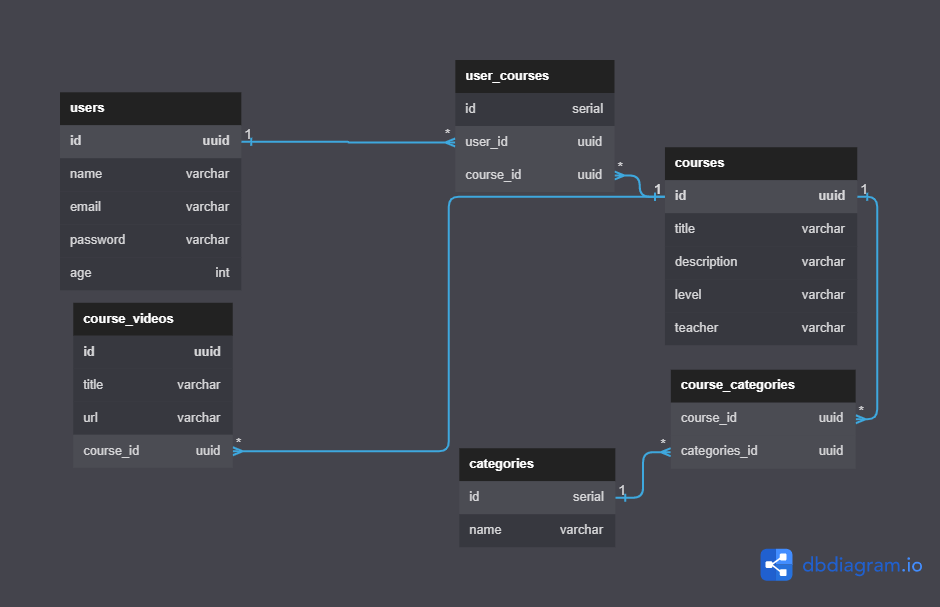 users
id uuid
name varchar
email varchar
password varchar
age int
course_videos
id uuid
title varchar
url varchar
course_id uuid
user_courses
id serial
user_id uuid
course_id uuid
courses
id uuid
title varchar
description varchar
level varchar
teacher varchar
course_categories
course_id uuid
categories_id uuid
categories
id serial
name varchar
1
*
*
1
1
*
*
*
1
dbdiagram.io